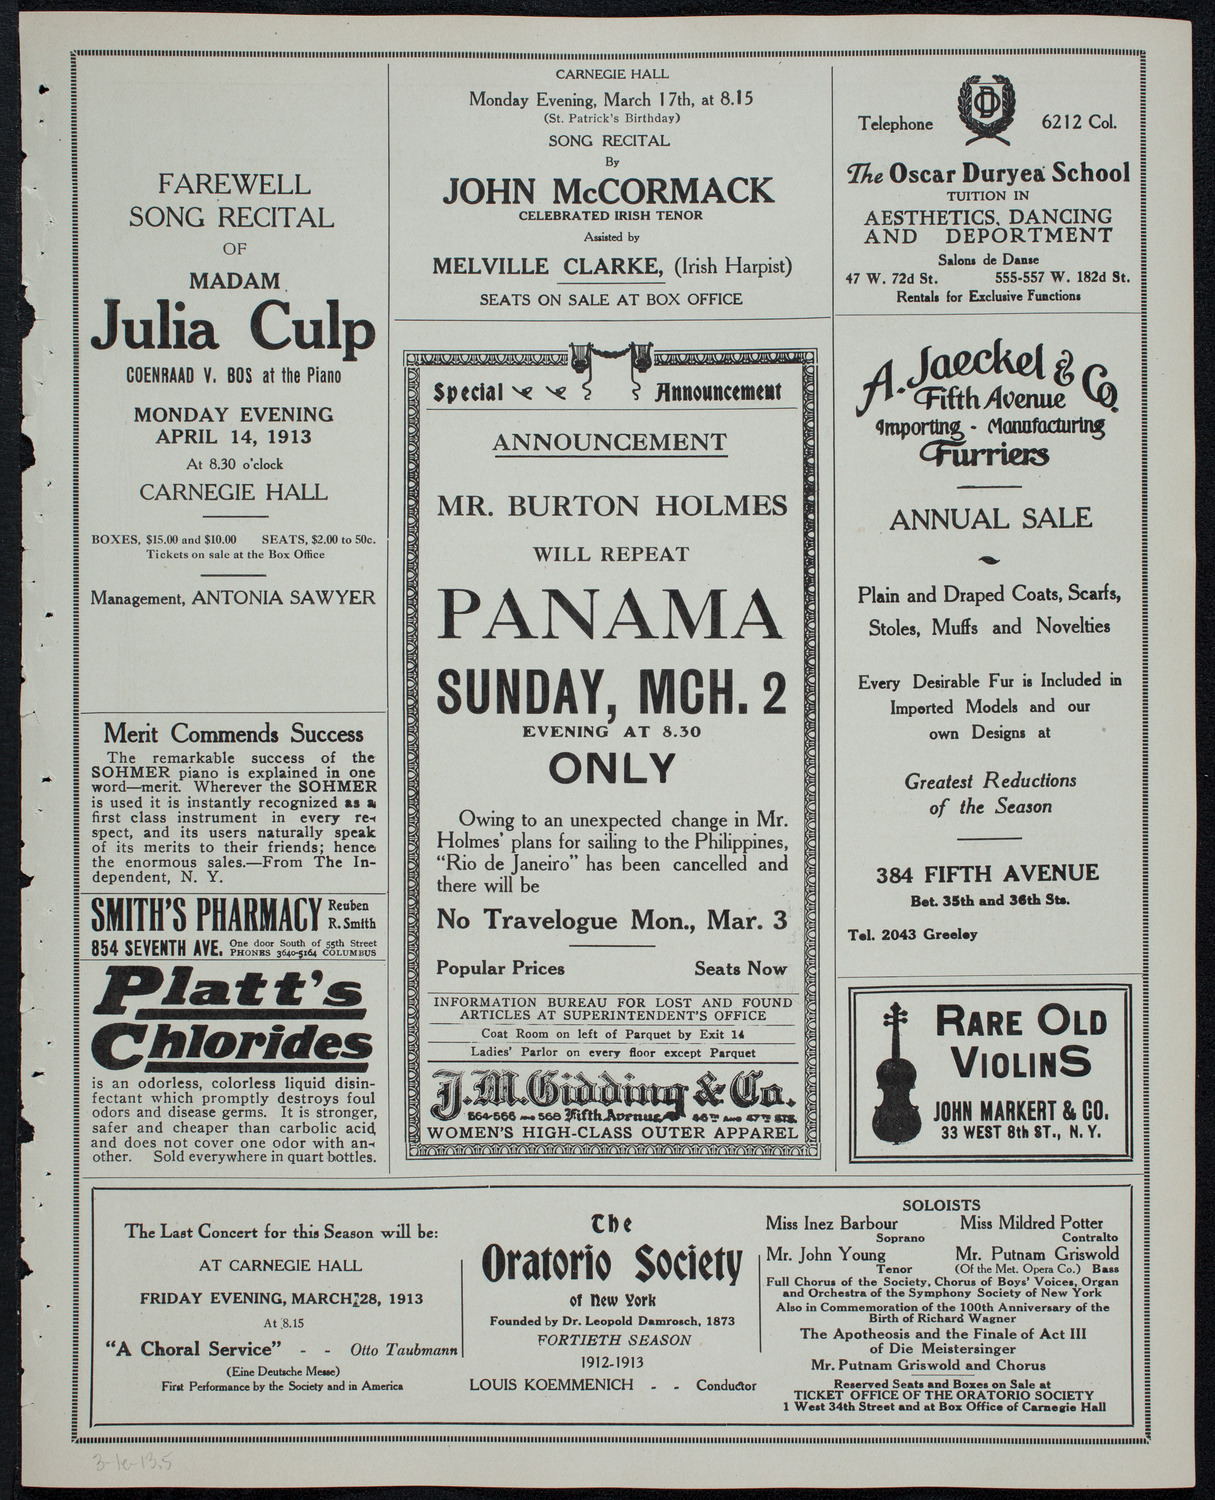 FAREWELL
SONG RECITAL
OF
MADAM
Julia Culp
COENRAAD V. BOS at the Piano
MONDAY EVENING
APRIL 14, 1913
At 8.30 o'clock
CARNEGIE HALL
BOXES, $15.00 and $10.00 SEATS, $2.00 to 50c.
Tickets on sale at the Box Office
Management, ANTONIA SAWYER
Merit Commends Success
The remarkable success of the
SOHMER piano is explained in one
word—merit. Wherever the SOHMER
is used it is instantly recognized as a
first class instrument in every re-
spect, and its users naturally speak
of its merits to their friends; hence
the enormous sales.—From The In-
dependent, N. Y.
SMITH'S PHARMACY Reuben
R. Smith
854 SEVENTH AVE. One door South of 55th Street
PHONES 3640-5164 COLUMBUS
Platt's
Chlorides
is an odorless, colorless liquid disin-
fectant which promptly destroys foul
odors and disease germs. It is stronger,
safer and cheaper than carbolic acid
and does not cover one odor with an-
other. Sold everywhere in quart bottles.
CARNEGIE HALL
Monday Evening, March 17th, at 8.15
(St. Patrick's Birthday)
SONG RECITAL
By
JOHN McCORMACK
CELEBRATED IRISH TENOR
Assisted by
MELVILLE CLARKE, (Irish Harpist)
SEATS ON SALE AT BOX OFFICE
Special Announcement
ANNOUNCEMENT
MR. BURTON HOLMES
WILL REPEAT
PANAMA
SUNDAY, MCH. 2
EVENING AT 8.30
ONLY
Owing to an unexpected change in Mr.
Holmes' plans for sailing to the Philippines,
"Rio de Janeiro" has been cancelled and
there will be
No Travelogue Mon., Mar. 3
Popular Prices Seats Now
INFORMATION BUREAU FOR LOST AND FOUND
ARTICLES AT SUPERINTENDENT'S OFFICE
Coat Room on left of Parquet by Exit 14
Ladies' Parlor on every floor except Parquet
J.M. Gidding & Co.
564-566 AND 568 Fifth Avenue 46TH AND 47TH STS.
WOMEN'S HIGH-CLASS OUTER APPAREL
OD
Telephone 6212 Col.
The Oscar Duryea School
TUITION IN
AESTHETICS, DANCING
AND DEPORTMENT
Salons de Danse
47 W. 72d St. 555-557 W. 182d St.
Rentals for Exclusive Functions
A. Jaeckel & Co.
Fifth Avenue
Importing - Manufacturing
Furriers
ANNUAL SALE
Plain and Draped Coats, Scarfs,
Stoles, Muffs and Novelties
Every Desirable Fur is Included in
Imported Models and our
own Designs at
Greatest Reductions
of the Season
384 FIFTH AVENUE
Bet. 35th and 36th Sts.
Tel. 2043 Greeley
RARE OLD
VIOLINS
JOHN MARKERT & CO.
33 WEST 8th ST., N. Y.
The Last Concert for this Season will be:
AT CARNEGIE HALL
FRIDAY EVENING, MARCH 28, 1913
At 8.15
"A Choral Service" - - Otto Taubmann
(Eine Deutsche Messe)
First Performance by the Society and in America
The
Oratorio Society
of New York
Founded by Dr. Leopold Damrosch, 1873
FORTIETH SEASON
1912-1913
LOUIS KOEMMENICH - - Conductor
SOLOISTS
Miss Inez Barbour Miss Mildred Potter
Soprano Contralto
Mr. John Young Mr. Putnam Griswold
Tenor (Of the Met. Opera Co.) Bass
Full Chorus of the Society, Chorus of Boys' Voices, Organ
and Orchestra of the Symphony Society of New York
Also in Commemoration of the 100th Anniversary of the
Birth of Richard Wagner
The Apotheosis and the Finale of Act III
of Die Meistersinger
Mr. Putnam Griswold and Chorus
Reserved Seats and Boxes on Sale at
TICKET OFFICE OF THE ORATORIO SOCIETY
1 West 34th Street and at Box Office of Carnegie Hall